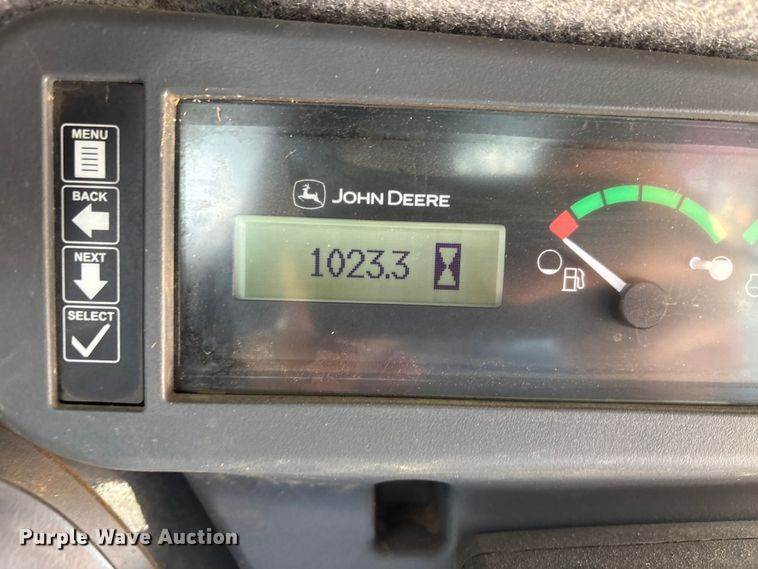 MENU
BACK
NEXT
SELECT
JOHN DEERE
1023.3
Purple Wave Auction